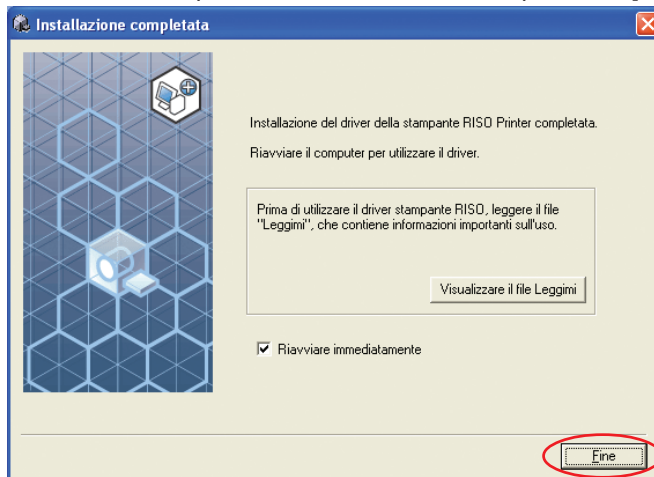 Installazione completata
Installazione del driver della stampante RISO Printer completata.
Riavviare il computer per utilizzare il driver.
Prima di utilizzare il driver stampante RISO, leggere il file
"Leggimi", che contiene informazioni importanti sull'uso.
Visualizzare il file Leggimi
Riavviare immediatamente
Fine